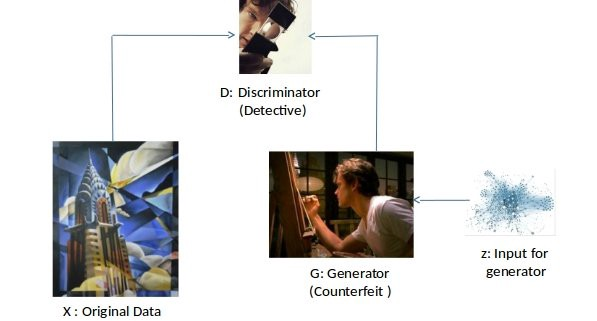 D: Discriminator
(Detective)
z: Input for
generator
G: Generator
(Counterfeit )
X : Original Data